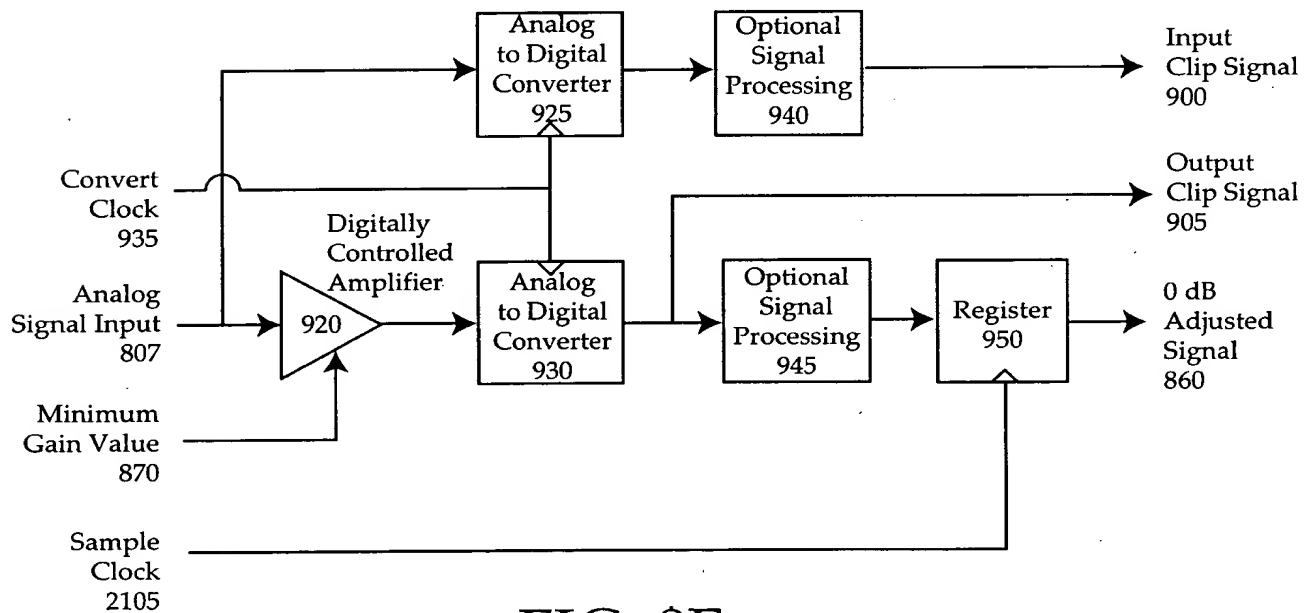 Analog
to Digital
Converter
925
Optional
Signal
Processing
940
Input
Clip Signal
900
Convert
Clock
935
Output
Clip Signal
905
Digitally
Controlled
Amplifier
Analog
Signal Input
807
920
Analog
to Digital
Converter
930
Optional
Signal
Processing
945
Register
950
0 dB
Adjusted
Signal
860
Minimum
Gain Value
870
Sample
Clock
2105